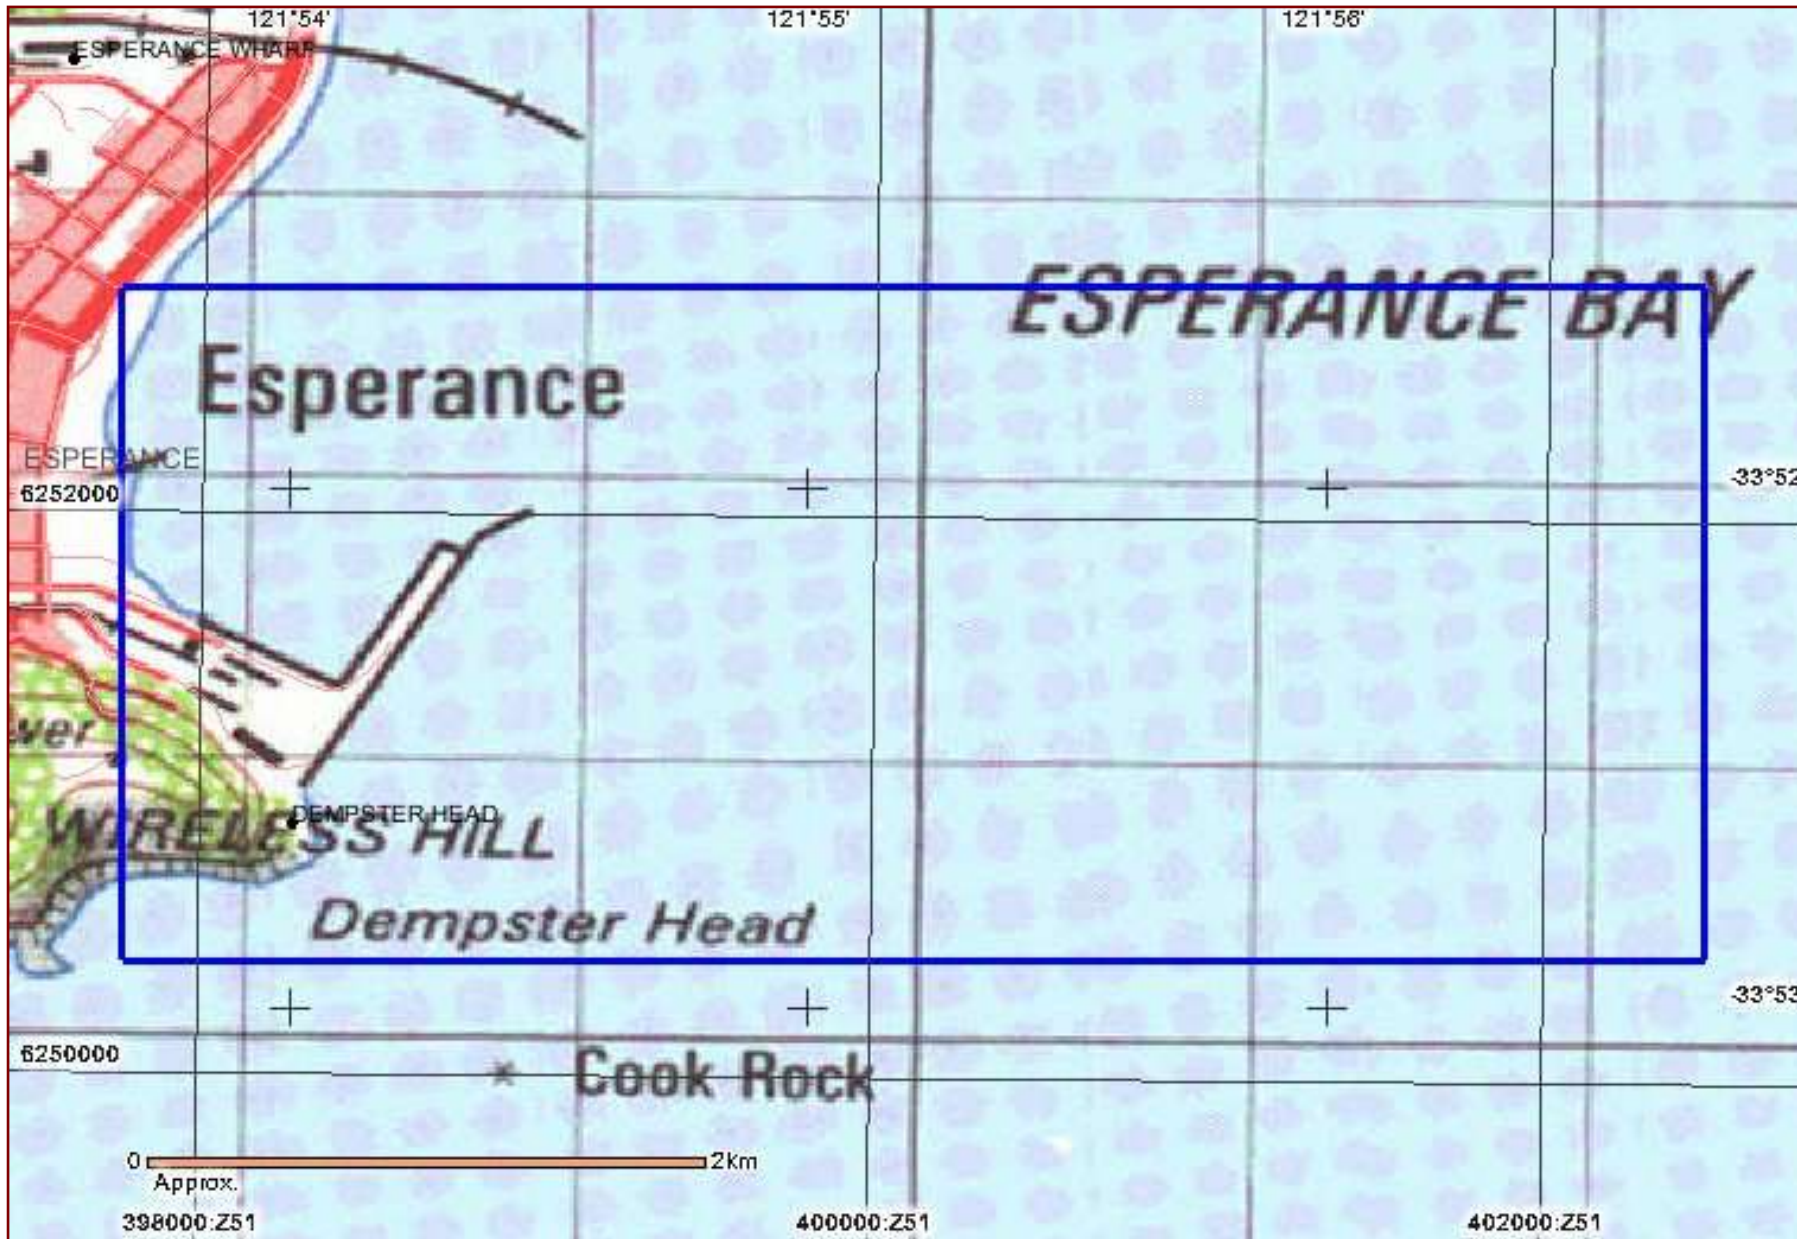 121°54'
121°55'
121°56'
ESPERANCE WHARF
ESPERANCE BAY
Esperance
ESPERANCE
6252000
-33°52
wer
DEMPSTER HEAD
WIRELESS HILL
Dempster Head
-33°53
6250000
Cook Rock
0
2km
Approx.
398000:Z51
400000:Z51
402000:Z51